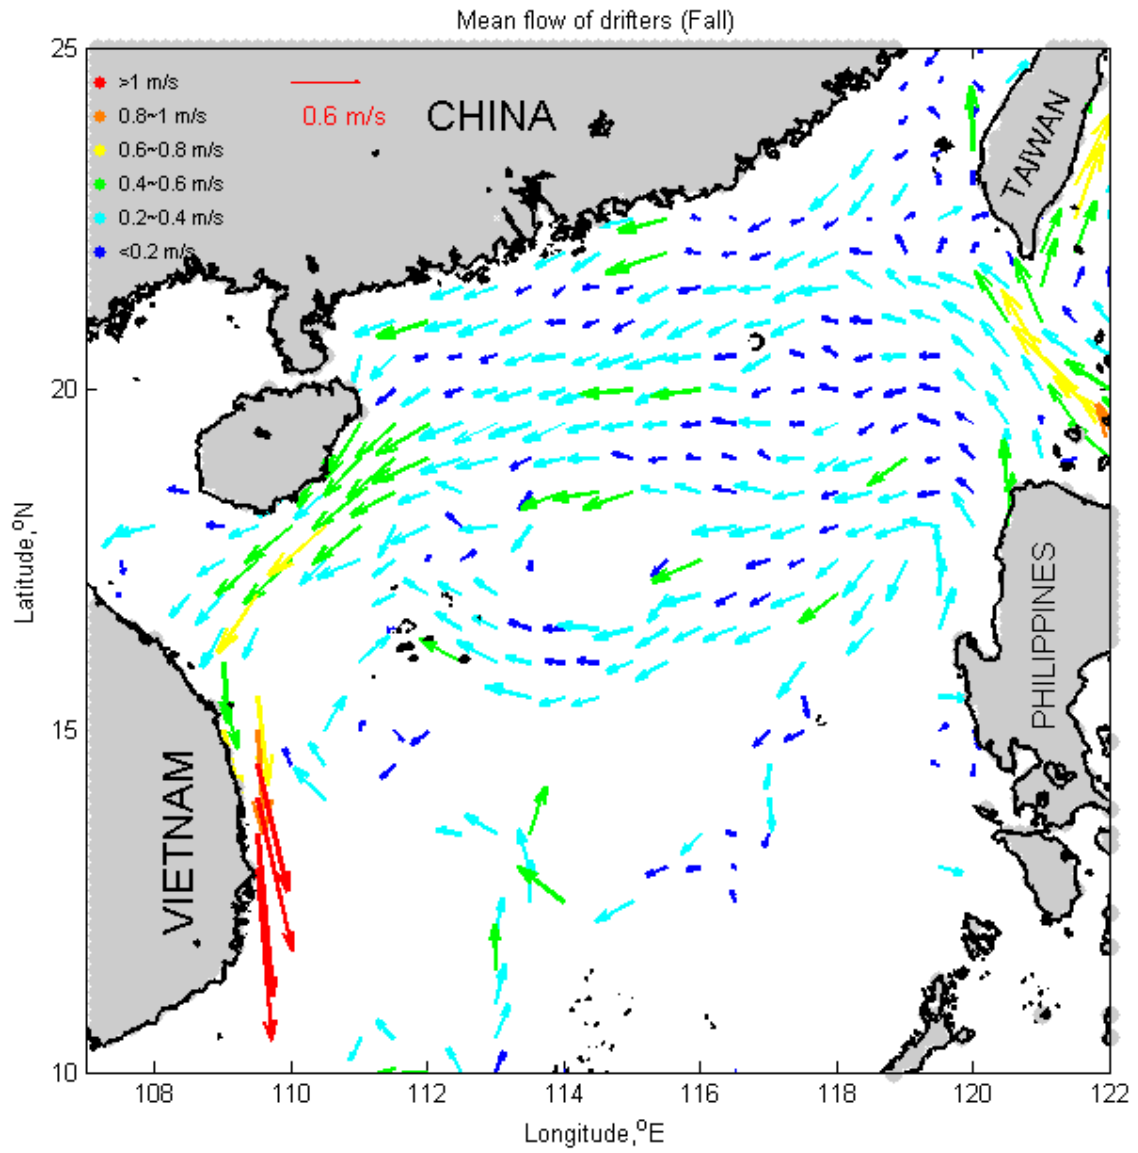 Mean flow of drifters (Fall)
25
>1 m/s
0.8~1 m/s
0.6 m/s
CHINA
0.6~0.8 m/s
TAIWAN
0.4~0.6 m/s
0.2~0.4 m/s
<0.2 m/s
20
Latitude,°N
PHILIPPINES
15
VIETNAM
10
108
110
112
114
116
118
120
122
Longitude,°E